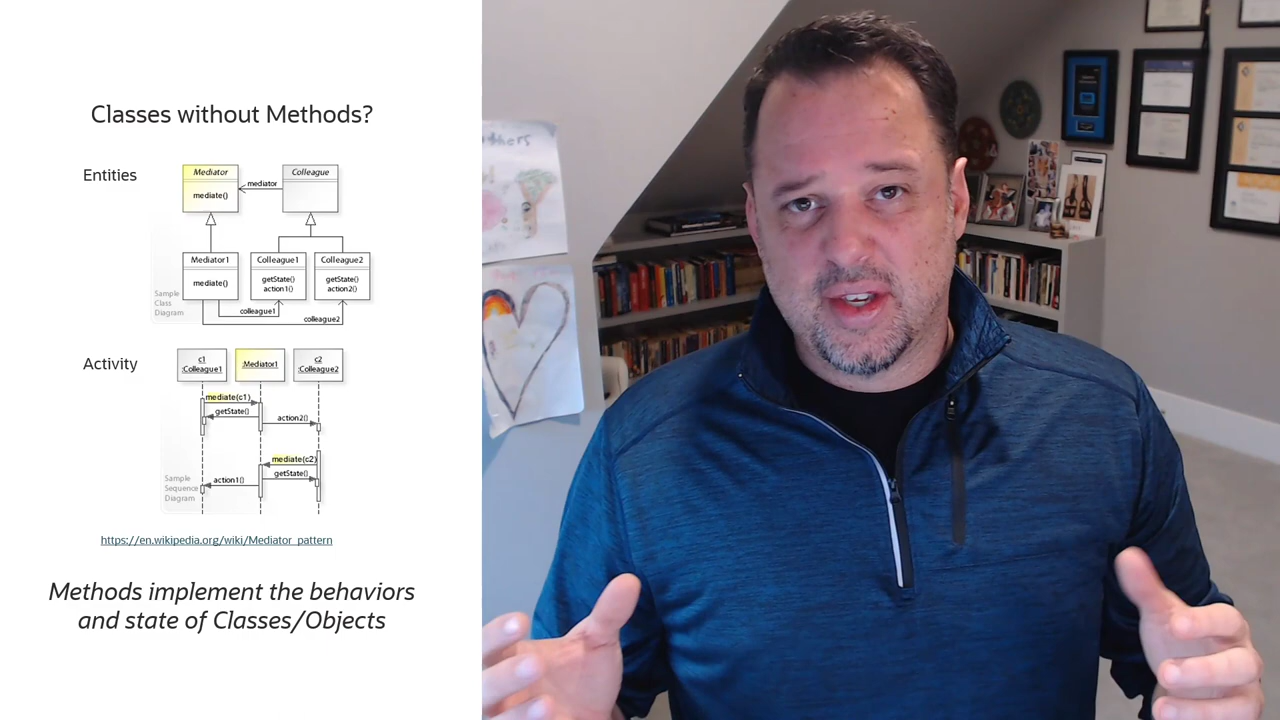 Classes without Methods?
Entities
Mediator
mediate()
mediator
Colleague
Mediator1
mediate()
Colleague1
getState()
action1()
Colleague2
getState()
action2()
colleague1
colleague2
Sample
Class
Diagram
Activity
c1
:Colleague1
:Mediator1
c2
:Colleague2
mediate(c1)
getState()
action2()
mediate(c2)
getState()
action1()
Sample
Sequence
Diagram
https://en.wikipedia.org/wiki/Mediator_pattern
Methods implement the behaviors
and state of Classes/Objects